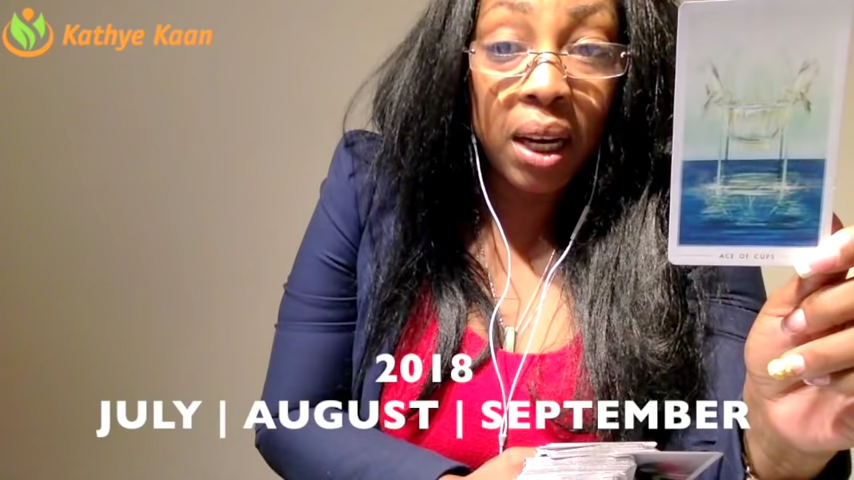 Kathye Kaan
ACE OF CUPS
2018
JULY | AUGUST | SEPTEMBER